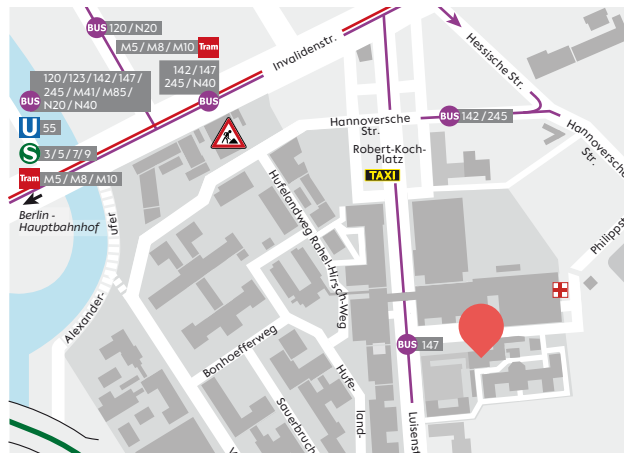 BUS 120 / N20
M5 / M8 / M10 Tram
Invalidenstr.
Hessische Str.
120 / 123 / 142 / 147 /
245 / M41 / M85 /
N20 / N40
BUS
142 / 147
245 / N40
BUS
U 55
S 3 / 5 / 7 / 9
Tram M5 / M8 / M10
Berlin -
Hauptbahnhof
Hannoversche
Str.
BUS 142 / 245
Hannoversche
Str.
Robert-Koch-
Platz
TAXI
Hufelandweg
Rahel-Hirsch-Weg
Philippst
Alexander-
ufer
Bonhoefferweg
BUS 147
Hufe-
land-
Sauerbruch
Luisenst